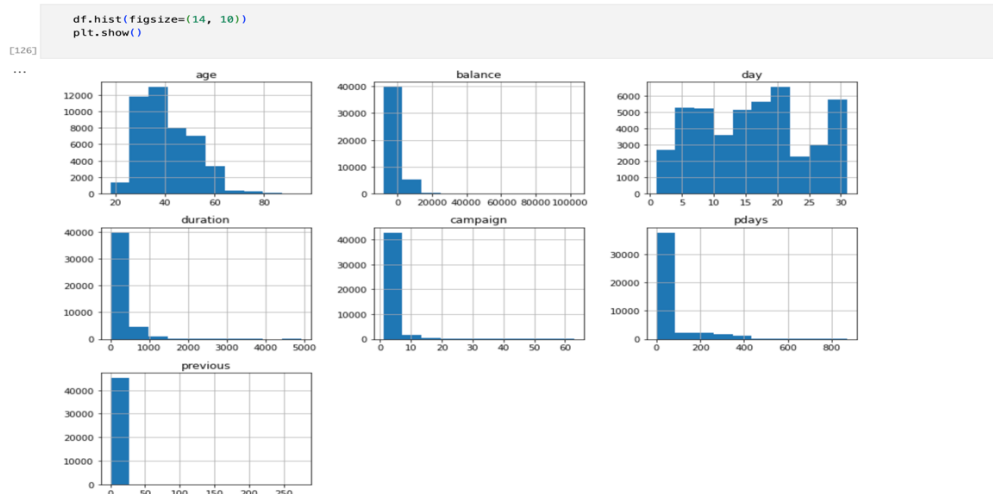 df.hist(figsize=(14, 10))
plt.show()
[126]
...
age
12000
10000
8000
6000
4000
2000
0
20 40 60 80
balance
40000
30000
20000
10000
0
0 20000 40000 60000 80000 100000
day
6000
5000
4000
3000
2000
1000
0
0 5 10 15 20 25 30
duration
40000
30000
20000
10000
0
0 1000 2000 3000 4000 5000
campaign
40000
30000
20000
10000
0
0 10 20 30 40 50 60
pdays
30000
20000
10000
0
0 200 400 600 800
previous
40000
30000
20000
10000
0
0 50 100 150 200 250